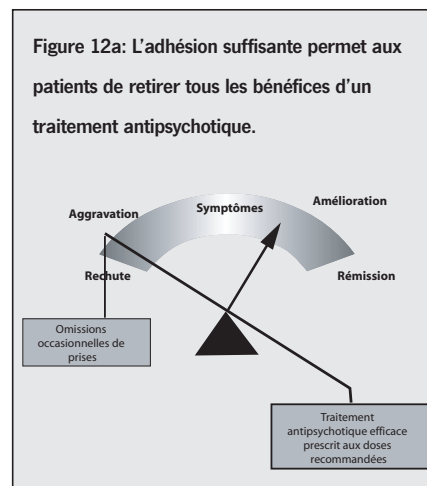 Figure 12a: L'adhésion suffisante permet aux
patients de retirer tous les bénéfices d'un
traitement antipsychotique.
Aggravation
Symptômes
Amélioration
Rechute
Rémission
Omissions
occasionnelles de
prises
Traitement
antipsychotique efficace
prescrit aux doses
recommandées